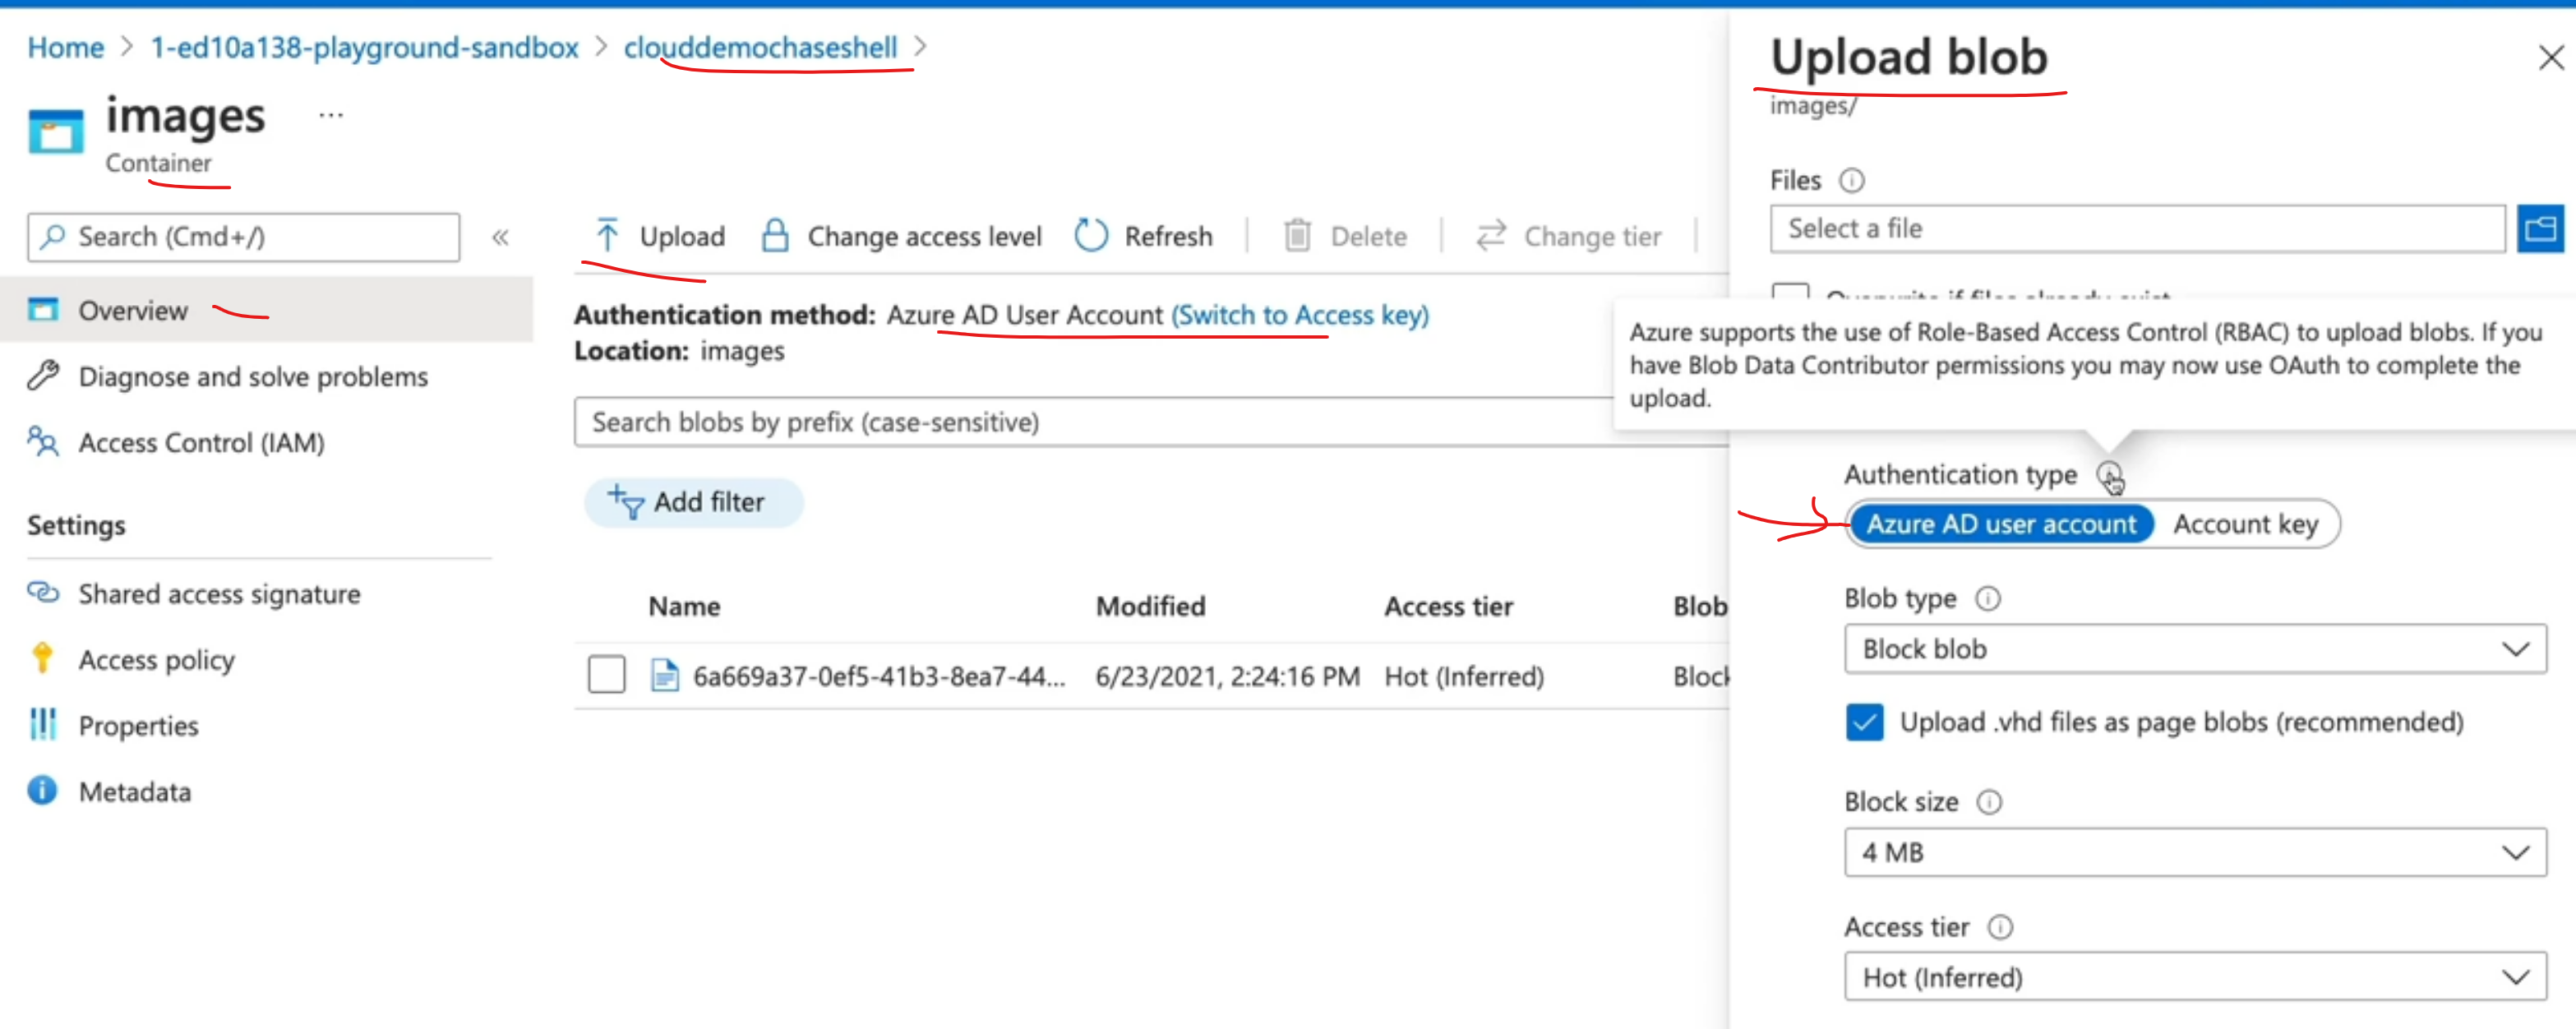 Home > 1-ed10a138-playground-sandbox > clouddemochaseshell >
images ...
Container
Search (Cmd+/) «
Overview
Diagnose and solve problems
Access Control (IAM)
Settings
Shared access signature
Access policy
Properties
Metadata
Upload Change access level Refresh Delete Change tier
Authentication method: Azure AD User Account (Switch to Access key)
Location: images
Search blobs by prefix (case-sensitive)
Add filter
Name Modified Access tier Blob
6a669a37-0ef5-41b3-8ea7-44... 6/23/2021, 2:24:16 PM Hot (Inferred) Block
Upload blob
images/
Files
Select a file
Overwrite if files already exist
Azure supports the use of Role-Based Access Control (RBAC) to upload blobs. If you
have Blob Data Contributor permissions you may now use OAuth to complete the
upload.
Authentication type
Azure AD user account Account key
Blob type
Block blob
Upload .vhd files as page blobs (recommended)
Block size
4 MB
Access tier
Hot (Inferred)